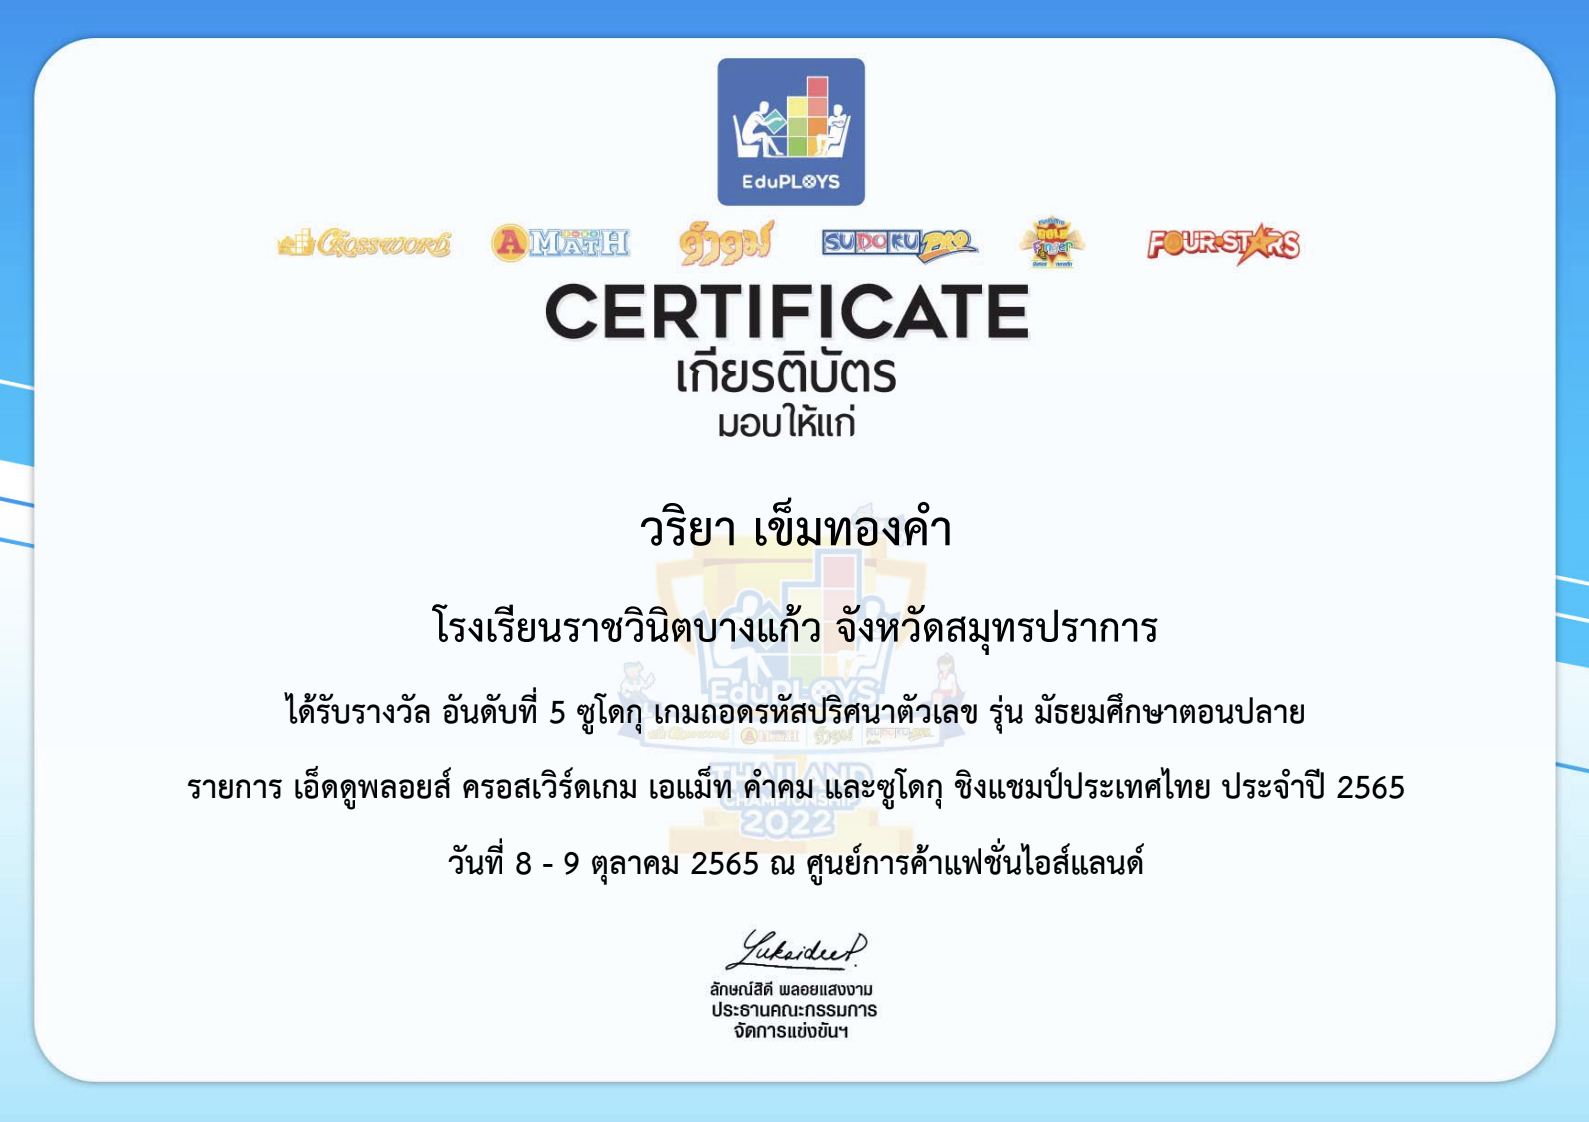 EduPLOYS
CROSSWORD A MATH คำคม SUDOKU PRO GOLF Finger FOUR-STARS
CERTIFICATE
เกียรติบัตร
มอบให้แก่
วริยา เข็มทองคำ
โรงเรียนราชวินิตบางแก้ว จังหวัดสมุทรปราการ
EduPLOYS
ได้รับรางวัล อันดับที่ 5 ซูโดกุ เกมถอดรหัสปริศนาตัวเลข รุ่น มัธยมศึกษาตอนปลาย
THAILAND
รายการ เอ็ดดูพลอยส์ ครอสเวิร์ดเกม เอแม็ท คำคม และซูโดกุ ชิงแชมป์ประเทศไทย ประจำปี 2565
CHAMPIONSHIP
2022
วันที่ 8 - 9 ตุลาคม 2565 ณ ศูนย์การค้าแฟชั่นไอส์แลนด์
ลักษณ์สิดี พลอยแสงงาม
ประธานคณะกรรมการ
จัดการแข่งขันฯ